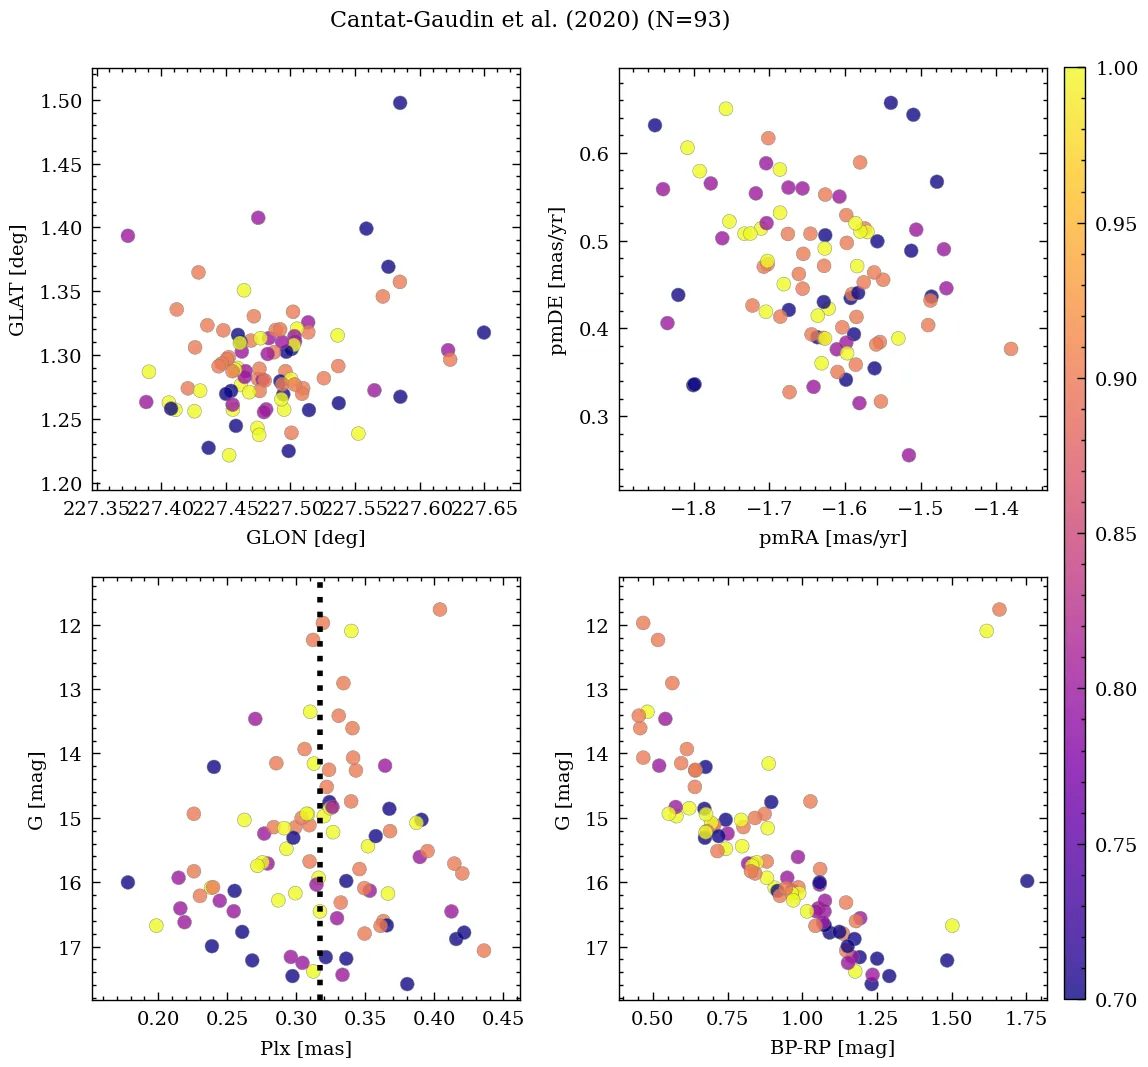 Cantat-Gaudin et al. (2020) (N=93)
1.50
1.45
1.40
1.35
1.30
1.25
1.20
GLAT [deg]
227.35 227.40 227.45 227.50 227.55 227.60 227.65
GLON [deg]
0.6
0.5
0.4
0.3
pmDE [mas/yr]
−1.8 −1.7 −1.6 −1.5 −1.4
pmRA [mas/yr]
12
13
14
15
16
17
G [mag]
0.20 0.25 0.30 0.35 0.40 0.45
Plx [mas]
12
13
14
15
16
17
G [mag]
0.50 0.75 1.00 1.25 1.50 1.75
BP-RP [mag]
1.00
0.95
0.90
0.85
0.80
0.75
0.70